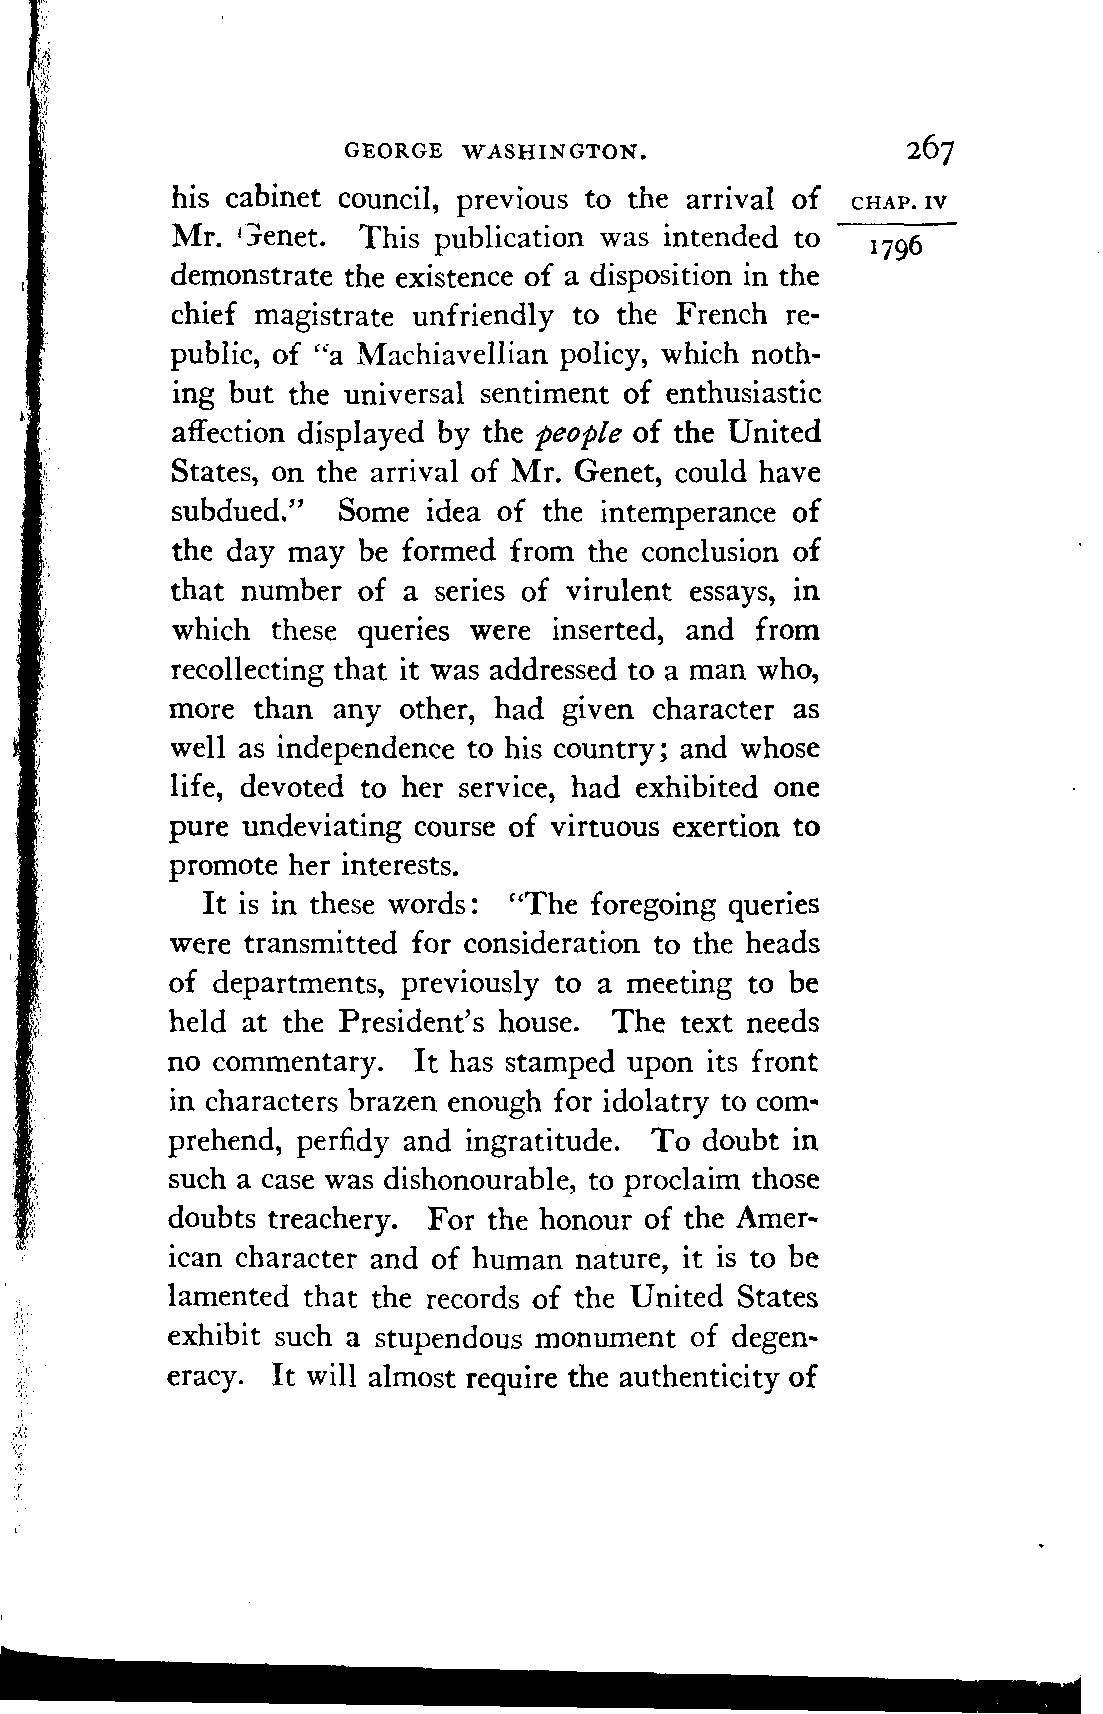 GEORGE WASHINGTON. 267
his cabinet council, previous to the arrival of
CHAP. IV
1796
Mr. Genet. This publication was intended to
demonstrate the existence of a disposition in the
chief magistrate unfriendly to the French re-
public, of "a Machiavellian policy, which noth-
ing but the universal sentiment of enthusiastic
affection displayed by the people of the United
States, on the arrival of Mr. Genet, could have
subdued." Some idea of the intemperance of
the day may be formed from the conclusion of
that number of a series of virulent essays, in
which these queries were inserted, and from
recollecting that it was addressed to a man who,
more than any other, had given character as
well as independence to his country; and whose
life, devoted to her service, had exhibited one
pure undeviating course of virtuous exertion to
promote her interests.
It is in these words: "The foregoing queries
were transmitted for consideration to the heads
of departments, previously to a meeting to be
held at the President's house. The text needs
no commentary. It has stamped upon its front
in characters brazen enough for idolatry to com-
prehend, perfidy and ingratitude. To doubt in
such a case was dishonourable, to proclaim those
doubts treachery. For the honour of the Amer-
ican character and of human nature, it is to be
lamented that the records of the United States
exhibit such a stupendous monument of degen-
eracy. It will almost require the authenticity of